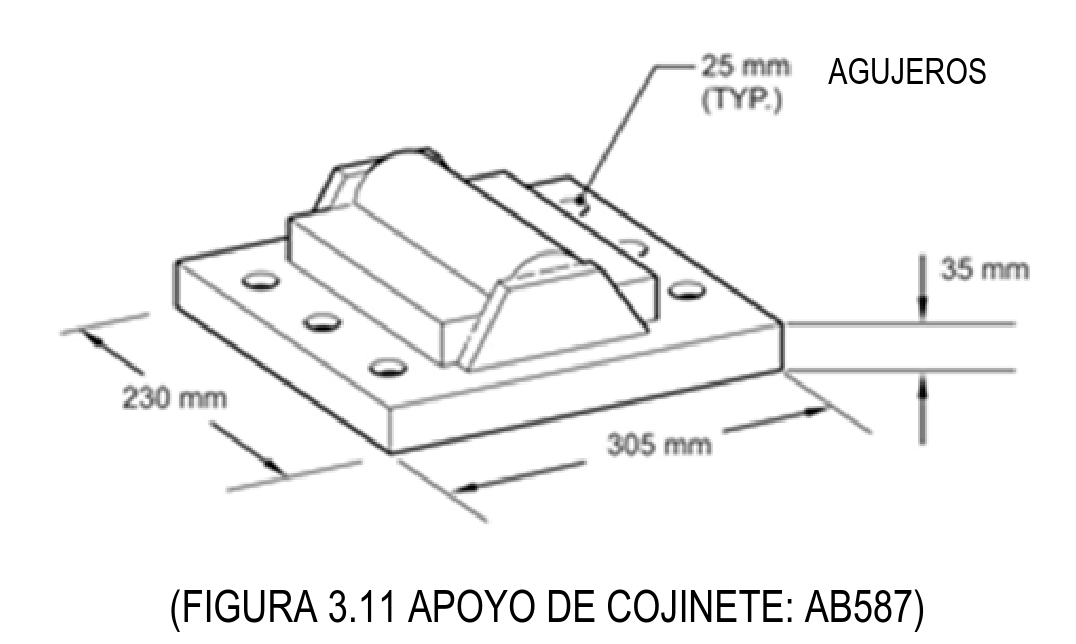 25 mm AGUJEROS
(TYP.)
35 mm
230 mm
305 mm
(FIGURA 3.11 APOYO DE COJINETE: AB587)